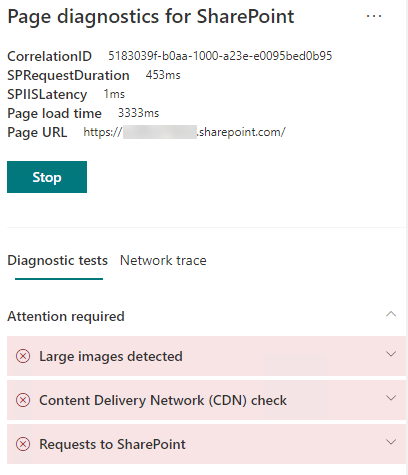 Page diagnostics for SharePoint
CorrelationID 5183039f-b0aa-1000-a23e-e0095bed0b95
SPRequestDuration 453ms
SPIISLatency 1ms
Page load time 3333ms
Page URL https://.sharepoint.com/
Stop
Diagnostic tests Network trace
Attention required
Large images detected
Content Delivery Network (CDN) check
Requests to SharePoint